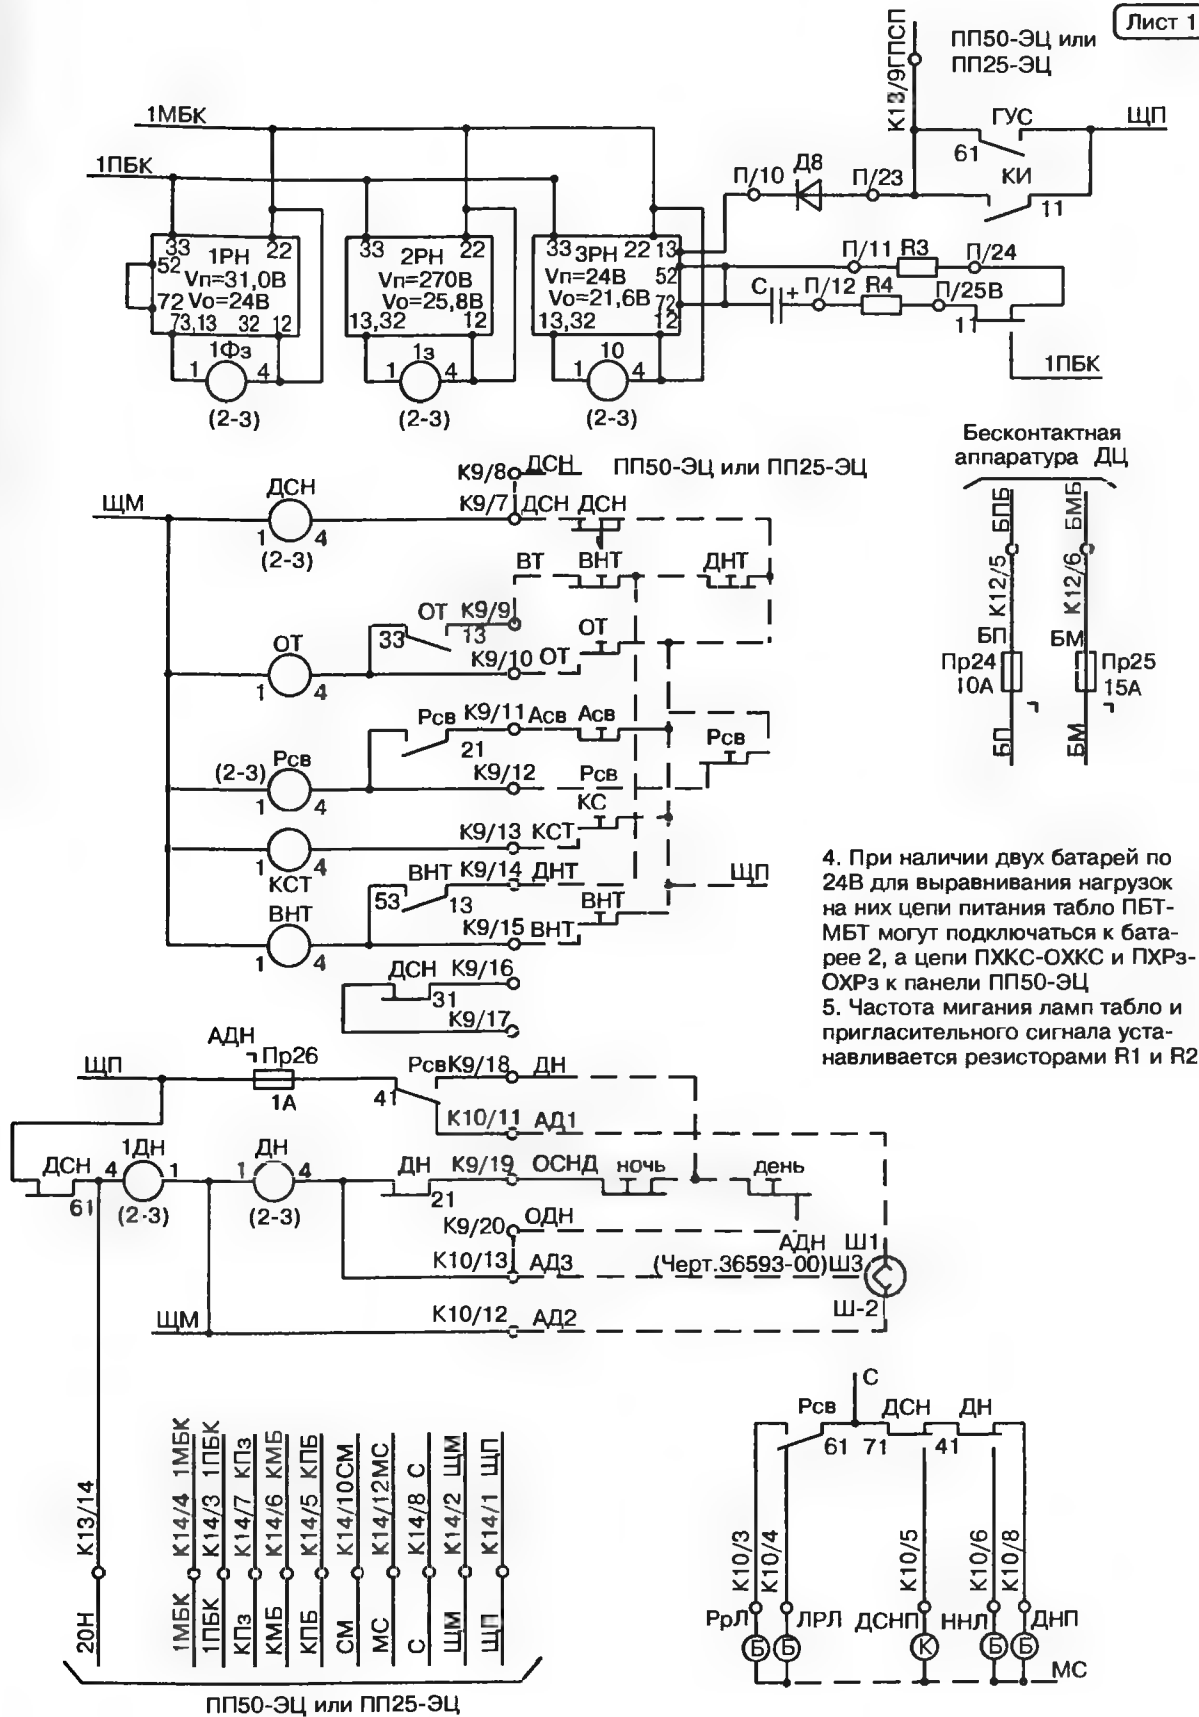 Лист 1
ПП50-ЭЦ или
ПП25-ЭЦ
К13/9ГПСП
ГУС
ЩП
61
КИ
11
1МБК
1ПБК
П/10
Д8
П/23
33
22
52
1РН
Vп=31,0В
72
Vо=24В
73,13
32
12
1Фз
1
4
(2-3)
33
22
2РН
Vп=270В
Vо=25,8В
13,32
12
1з
1
4
(2-3)
33
22
13
3РН
Vп=24В
52
Vо=21,6В
72
13,32
12
10
1
4
(2-3)
П/11
R3
П/24
С
+
П/12
R4
П/25В
11
1ПБК
Бесконтактная
аппаратура ДЦ
БПБ
БМБ
К12/5
К12/6
БП
БМ
Пр24
10А
Пр25
15А
БП
БМ
К9/8
ДСН
ПП50-ЭЦ или ПП25-ЭЦ
ЩМ
ДСН
1
4
(2-3)
К9/7
ДСН
ДСН
ВТ
ВНТ
ДНТ
ОТ
К9/9
33
13
ОТ
1
4
К9/10
ОТ
ОТ
Рсв
К9/11
Асв
Асв
21
Рсв
(2-3)
Рсв
1
4
К9/12
Рсв
КС
К9/13
КСТ
1
4
КСТ
ВНТ
К9/14
ДНТ
ЩП
53
13
ВНТ
ВНТ
1
4
К9/15
ВНТ
ДСН
К9/16
31
К9/17
4. При наличии двух батарей по
24В для выравнивания нагрузок
на них цепи питания табло ПБТ-
МБТ могут подключаться к бата-
рее 2, а цепи ПХКС-ОХКС и ПХРз-
ОХРз к панели ПП50-ЭЦ
5. Частота мигания ламп табло и
пригласительного сигнала уста-
навливается резисторами R1 и R2
АДН
ЩП
Пр26
1А
Рсв
К9/18
ДН
41
К10/11
АД1
ДСН
61
1ДН
4
1
(2-3)
ДН
1
4
(2-3)
ДН
21
К9/19
ОСНД
ночь
день
К9/20
ОДН
К10/13
АД3
АДН
Ш1
(Черт.36593-00)
Ш3
ЩМ
К10/12
АД2
Ш-2
С
Рсв
ДСН
ДН
61
71
41
К10/3
К10/4
К10/5
К10/6
К10/8
РрЛ
ЛРЛ
ДСНП
ННЛ
ДНП
Б
Б
К
Б
Б
МС
К13/14
20Н
К14/4 1МБК
К14/3 1ПБК
К14/7 КПз
К14/6 КМБ
К14/5 КПБ
К14/10СМ
К14/12МС
К14/8 С
К14/2 ЩМ
К14/1 ЩП
1МБК
1ПБК
КПз
КМБ
КПБ
СМ
МС
С
ЩМ
ЩП
ПП50-ЭЦ или ПП25-ЭЦ